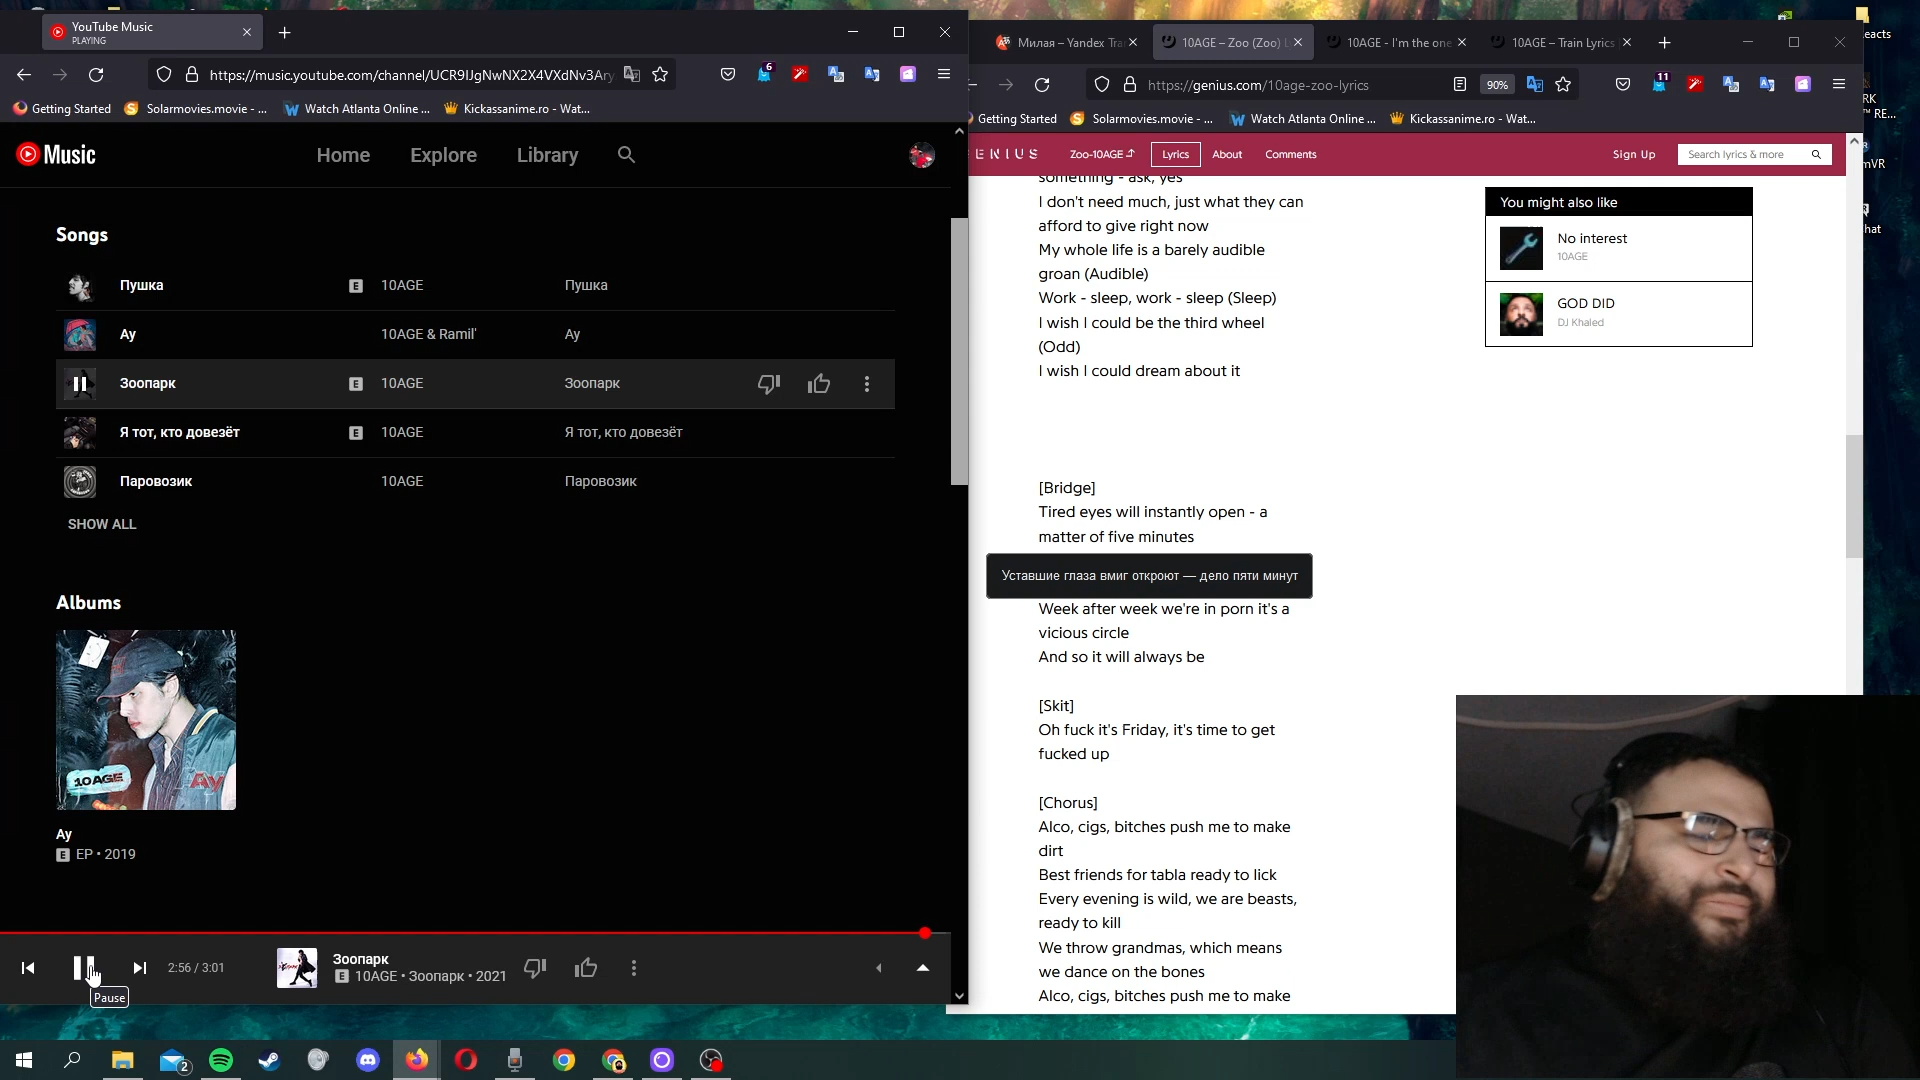 YouTube Music
PLAYING
https://music.youtube.com/channel/UCR9IJgNwNX2X4VXdNv3Ary
6
Getting Started
Solarmovies.movie - ...
Watch Atlanta Online ...
Kickassanime.ro - Wat...
Music
Home
Explore
Library
Songs
Пушка
E
10AGE
Пушка
Ау
10AGE & Ramil'
Ау
Зоопарк
E
10AGE
Зоопарк
Я тот, кто довезёт
E
10AGE
Я тот, кто довезёт
Паровозик
10AGE
Паровозик
SHOW ALL
Albums
10AGE
Ау
Ау
E EP • 2019
2:56 / 3:01
Зоопарк
E 10AGE • Зоопарк • 2021
Pause
Милая – Yandex Tra
10AGE – Zoo (Zoo) L
10AGE - I'm the one
10AGE – Train Lyrics
https://genius.com/10age-zoo-lyrics
90%
11
Getting Started
Solarmovies.movie - ...
Watch Atlanta Online ...
Kickassanime.ro - Wat...
ENIUS
Zoo-10AGE
Lyrics
About
Comments
Sign Up
Search lyrics & more
something - ask, yes
I don't need much, just what they can
afford to give right now
My whole life is a barely audible
groan (Audible)
Work - sleep, work - sleep (Sleep)
I wish I could be the third wheel
(Odd)
I wish I could dream about it
You might also like
No interest
10AGE
GOD DID
DJ Khaled
[Bridge]
Tired eyes will instantly open - a
matter of five minutes
Уставшие глаза вмиг откроют — дело пяти минут
Week after week we're in porn it's a
vicious circle
And so it will always be
[Skit]
Oh fuck it's Friday, it's time to get
fucked up
[Chorus]
Alco, cigs, bitches push me to make
dirt
Best friends for tabla ready to lick
Every evening is wild, we are beasts,
ready to kill
We throw grandmas, which means
we dance on the bones
Alco, cigs, bitches push me to make
eacts
RK
™ RE...
mVR
hat
2